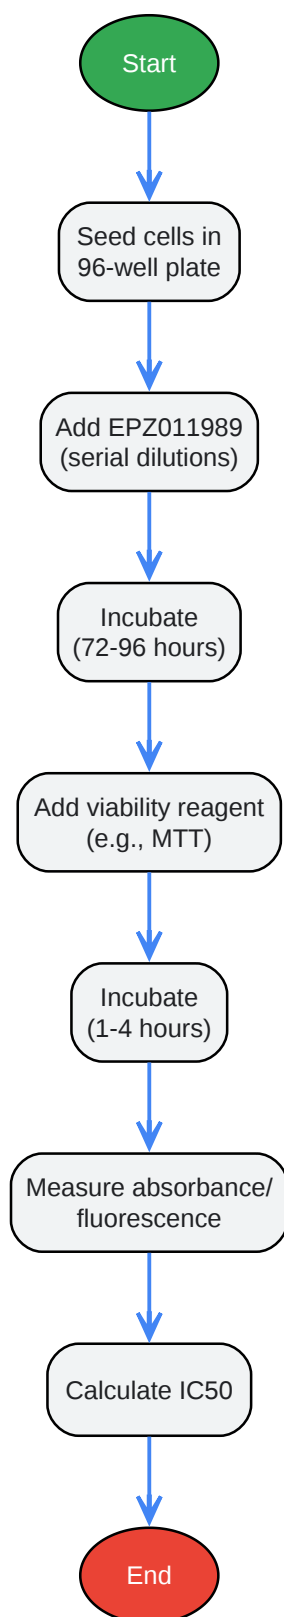 Start
Seed cells in
96-well plate
Add EPZ011989
(serial dilutions)
Incubate
(72-96 hours)
Add viability reagent
(e.g., MTT)
Incubate
(1-4 hours)
Measure absorbance/
fluorescence
Calculate IC50
End